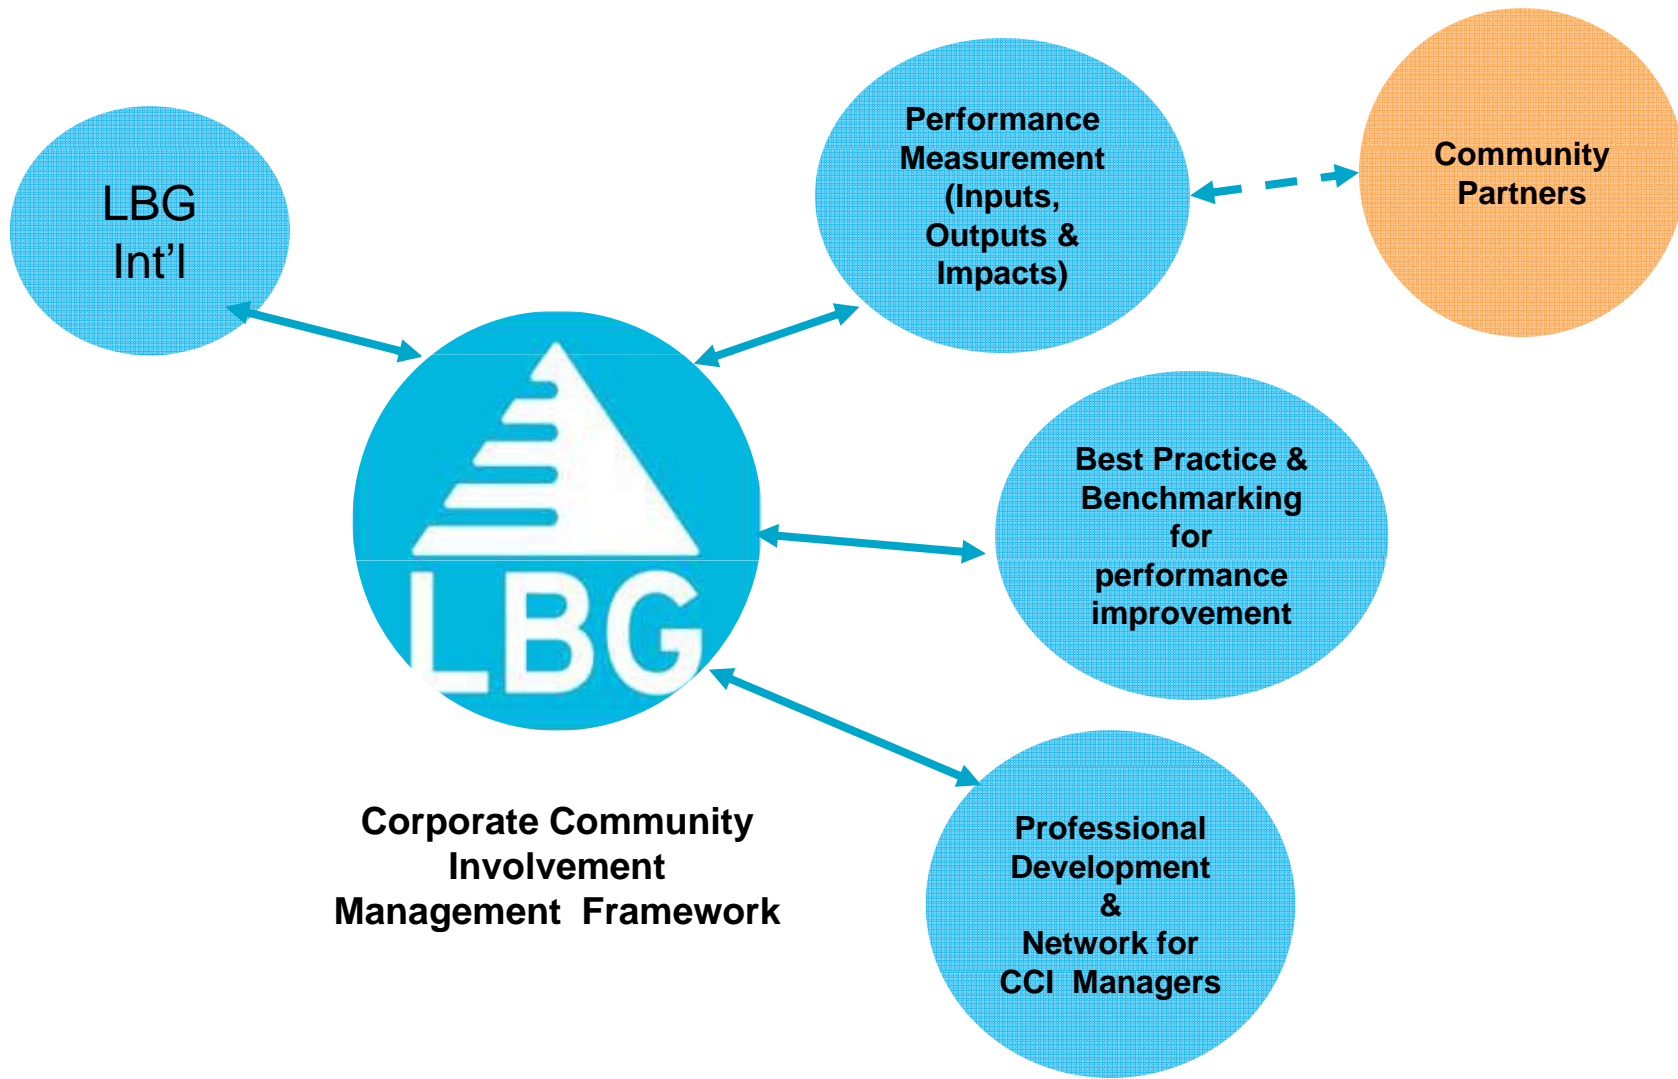 LBG
Int'l
Performance
Measurement
(Inputs,
Outputs &
Impacts)
Community
Partners
LBG
Best Practice &
Benchmarking
for
performance
improvement
Corporate Community
Involvement
Management  Framework
Professional
Development
&
Network for
CCI  Managers